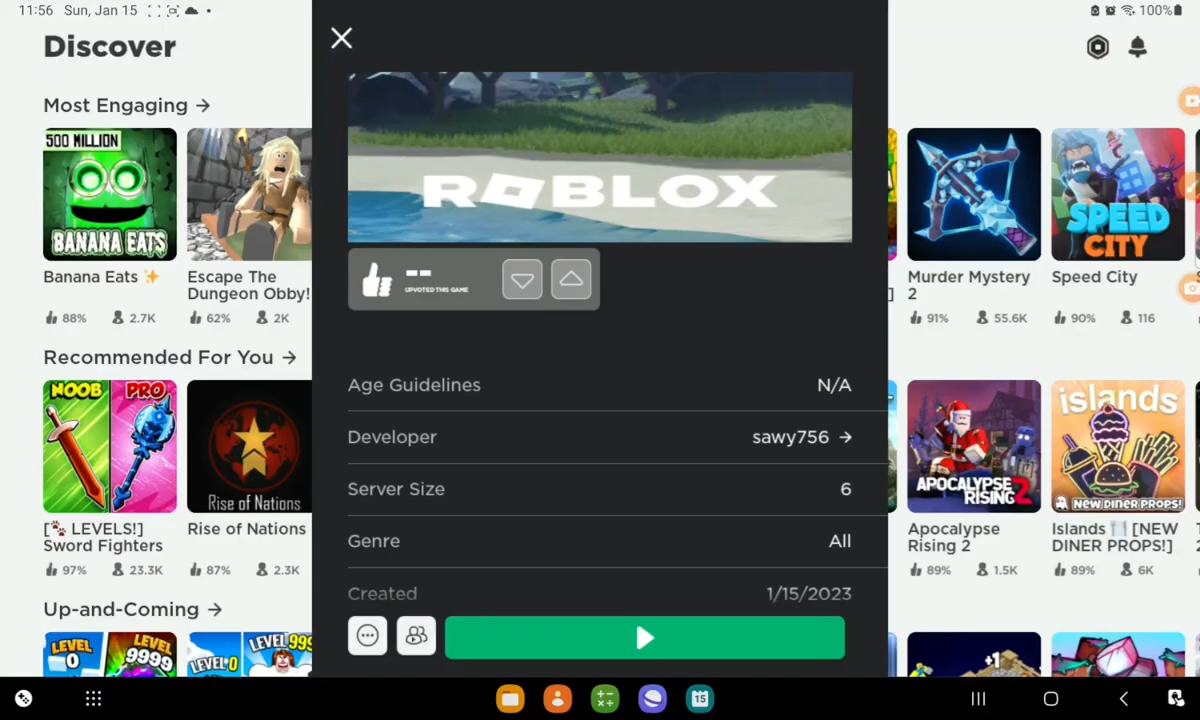 11:56 Sun, Jan 15
100%
Discover
Most Engaging →
500 MILLION
BANANA EATS
Banana Eats ✨
88% 2.7K
Escape The
Dungeon Obby!
62% 2K
Recommended For You →
NOOB PRO
[🐾 LEVELS!]
Sword Fighters
97% 23.3K
Rise of Nations
Rise of Nations
87% 2.3K
Up-and-Coming →
LEVEL 0
LEVEL 9999
LEVEL 0
LEVEL 999
ROBLOX
--
UPVOTED THIS GAME
Age Guidelines N/A
Developer sawy756 →
Server Size 6
Genre All
Created 1/15/2023
]
Murder Mystery
2
91% 55.6K
SPEED
CITY
Speed City
90% 116
APOCALYPSE
RISING 2
Apocalypse
Rising 2
89% 1.5K
islands
NEW DINER PROPS!
Islands 🍴 [NEW
DINER PROPS!]
89% 6K
+1
15